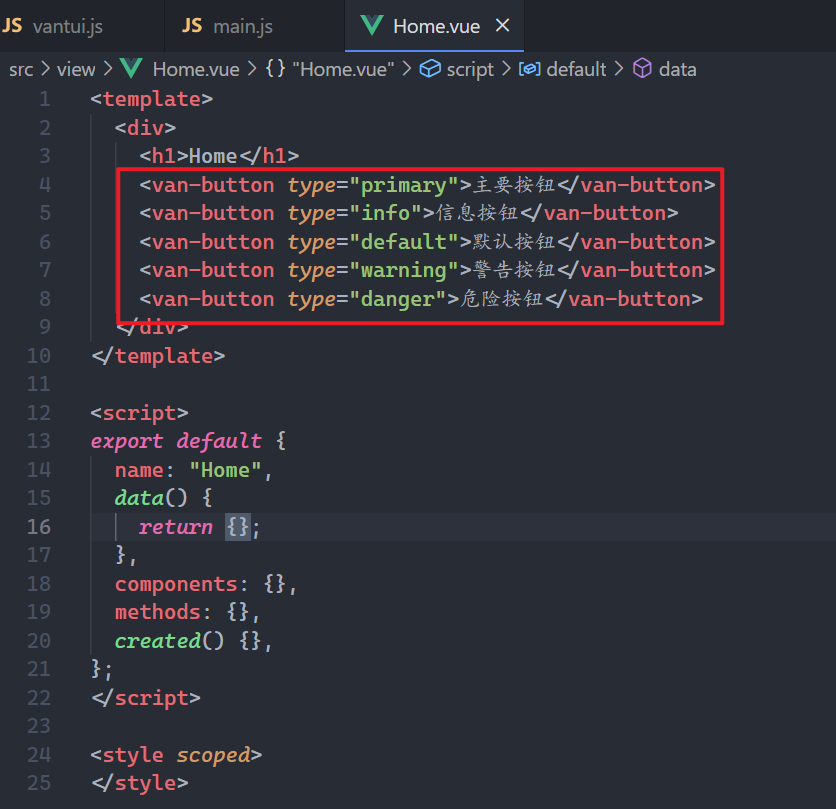 JS vantui.js JS main.js Home.vue
src > view > Home.vue > {} "Home.vue" > script > default > data
1 <template>
2 <div>
3 <h1>Home</h1>
4 <van-button type="primary">主要按钮</van-button>
5 <van-button type="info">信息按钮</van-button>
6 <van-button type="default">默认按钮</van-button>
7 <van-button type="warning">警告按钮</van-button>
8 <van-button type="danger">危险按钮</van-button>
9 </div>
10 </template>
11
12 <script>
13 export default {
14 name: "Home",
15 data() {
16 return {};
17 },
18 components: {},
19 methods: {},
20 created() {},
21 };
22 </script>
23
24 <style scoped>
25 </style>